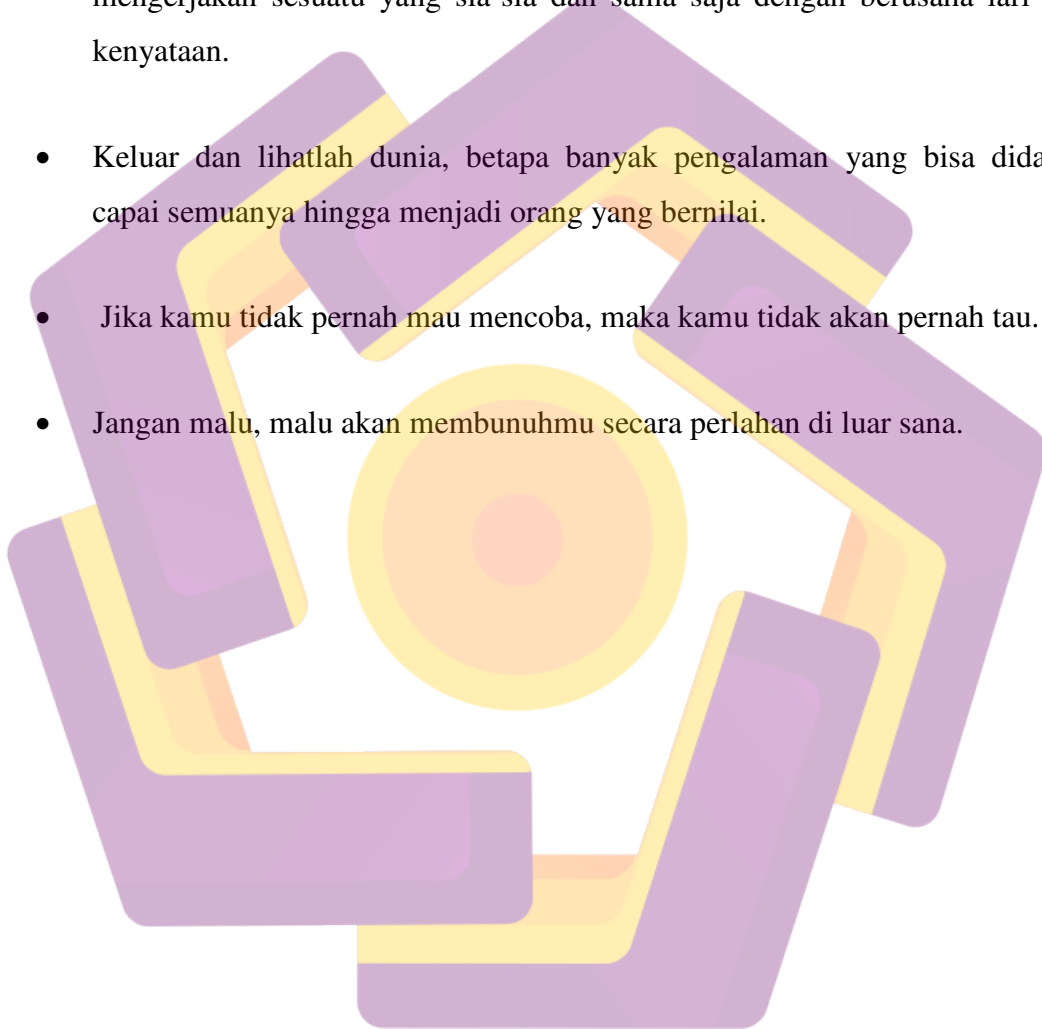 mengerjakan sesuatu yang sia-sia dan sama saja dengan berusaha lari
kenyataan.
• Keluar dan lihatlah dunia, betapa banyak pengalaman yang bisa dida
capai semuanya hingga menjadi orang yang bernilai.
• Jika kamu tidak pernah mau mencoba, maka kamu tidak akan pernah tau.
• Jangan malu, malu akan membunuhmu secara perlahan di luar sana.